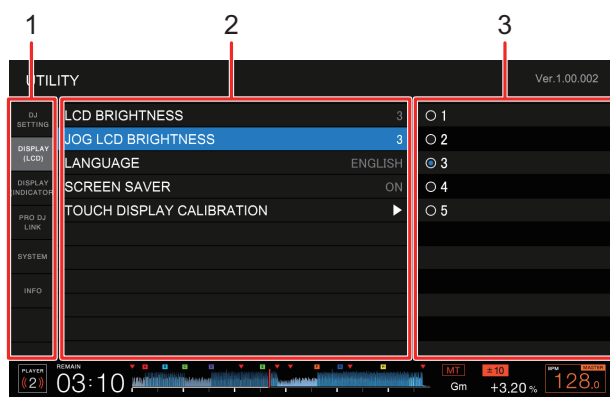 1 2 3
UTILITY Ver.1.00.002
DJ
SETTING
DISPLAY
(LCD)
DISPLAY
(INDICATOR)
PRO DJ
LINK
SYSTEM
INFO
LCD BRIGHTNESS 3
JOG LCD BRIGHTNESS 3
LANGUAGE ENGLISH
SCREEN SAVER ON
TOUCH DISPLAY CALIBRATION
1
2
3
4
5
PLAYER
2
REMAIN
03:10
MT ±10
Gm +3.20 %
BPM MASTER
128.0